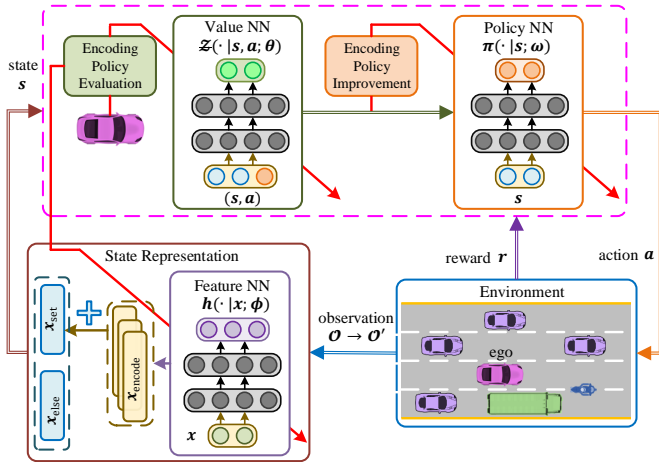 state
s
Encoding
Policy
Evaluation
Value NN
𝒵(· |s, a; θ)
(s, a)
Encoding
Policy
Improvement
Policy NN
π(· |s; ω)
s
reward r
action a
State Representation
x_set
x_else
x_encode
Feature NN
h(· |x; ϕ)
x
observation
𝒪 → 𝒪′
Environment
ego